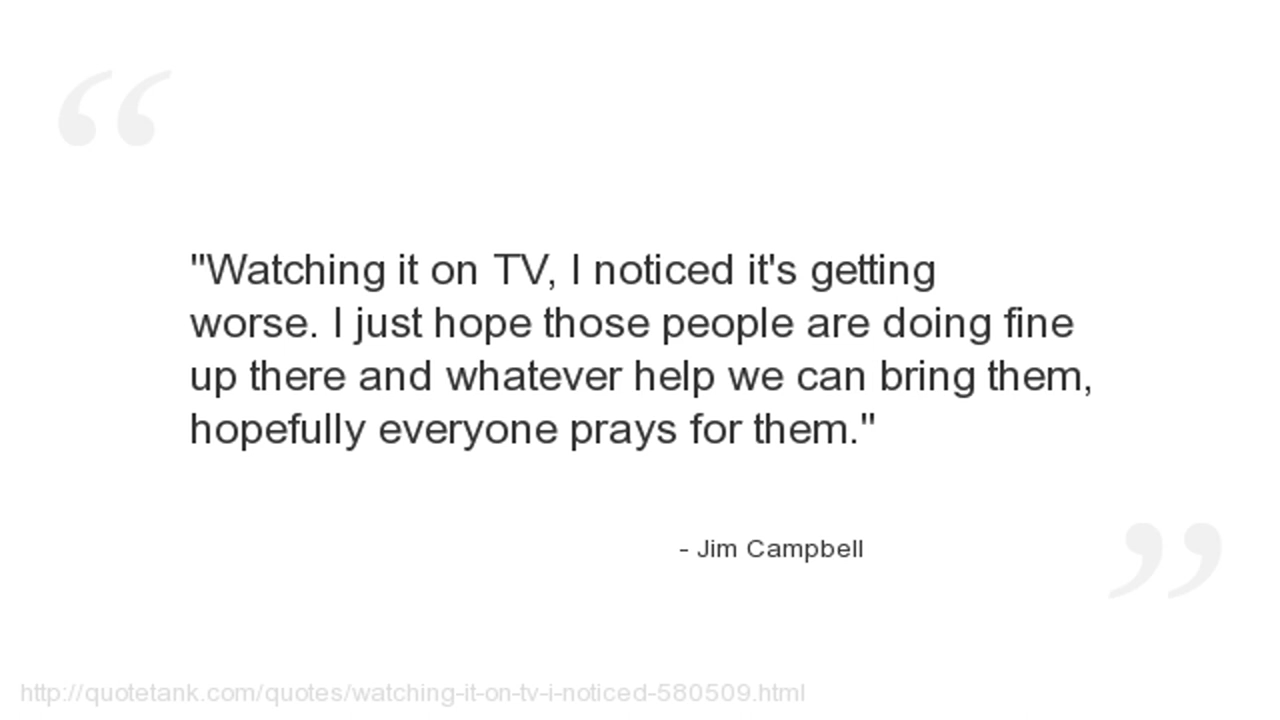 "Watching it on TV, I noticed it's getting
worse. I just hope those people are doing fine
up there and whatever help we can bring them,
hopefully everyone prays for them."
- Jim Campbell
http://quotetank.com/quotes/watching-it-on-tv-i-noticed-580509.html